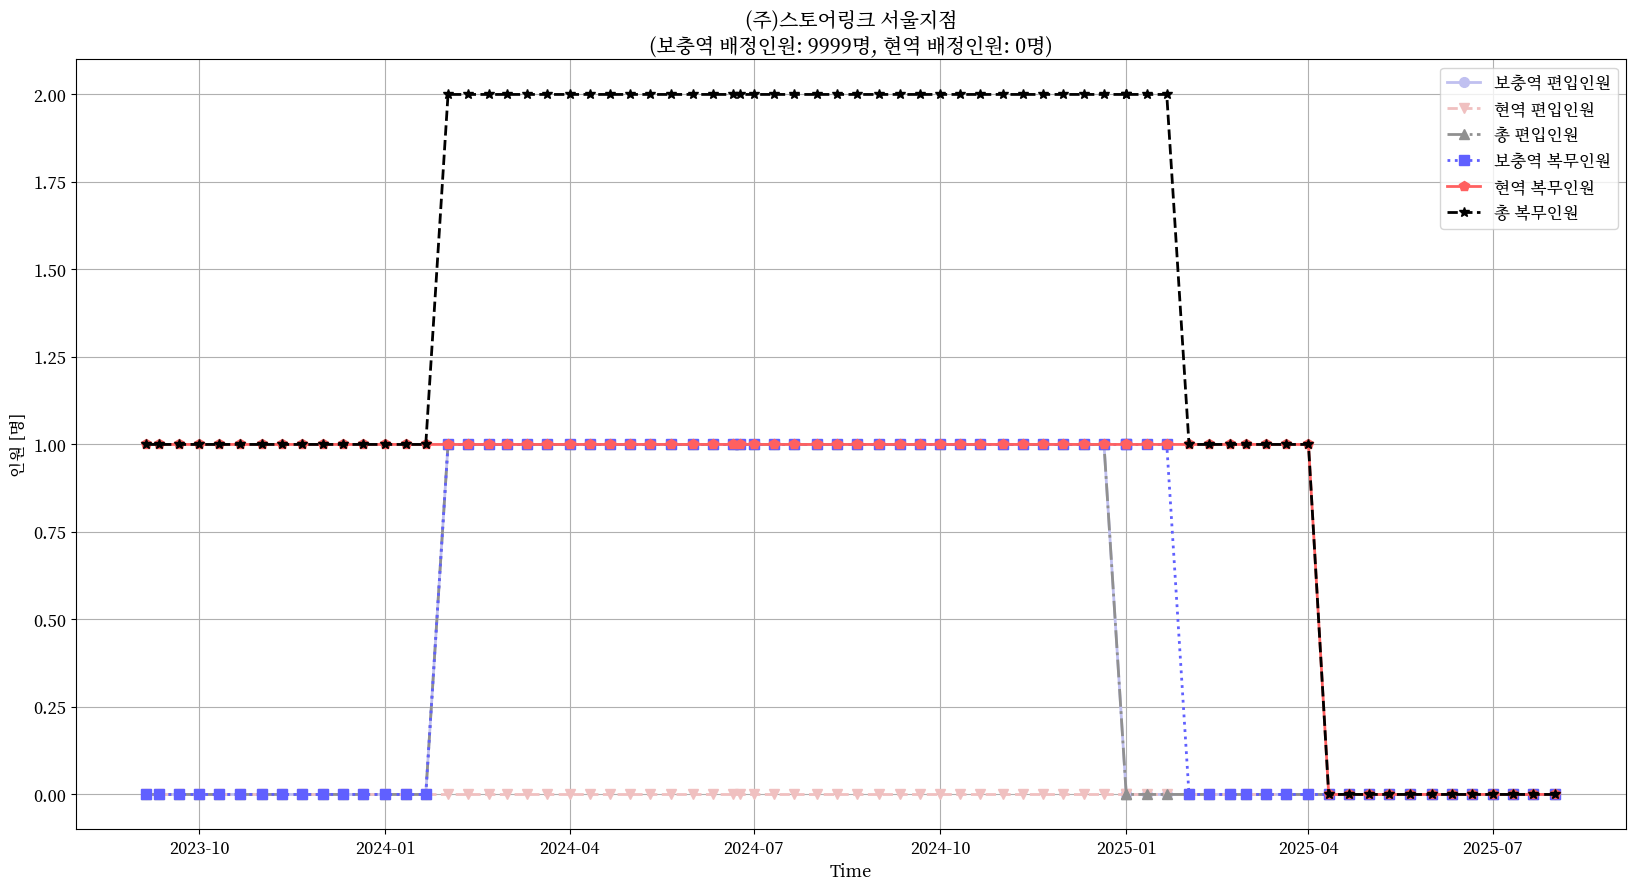 (주)스토어링크 서울지점
(보충역 배정인원: 9999명, 현역 배정인원: 0명)
보충역 편입인원
현역 편입인원
총 편입인원
보충역 복무인원
현역 복무인원
총 복무인원
2.00
1.75
1.50
1.25
1.00
0.75
0.50
0.25
0.00
인원 [명]
2023-10
2024-01
2024-04
2024-07
2024-10
2025-01
2025-04
2025-07
Time